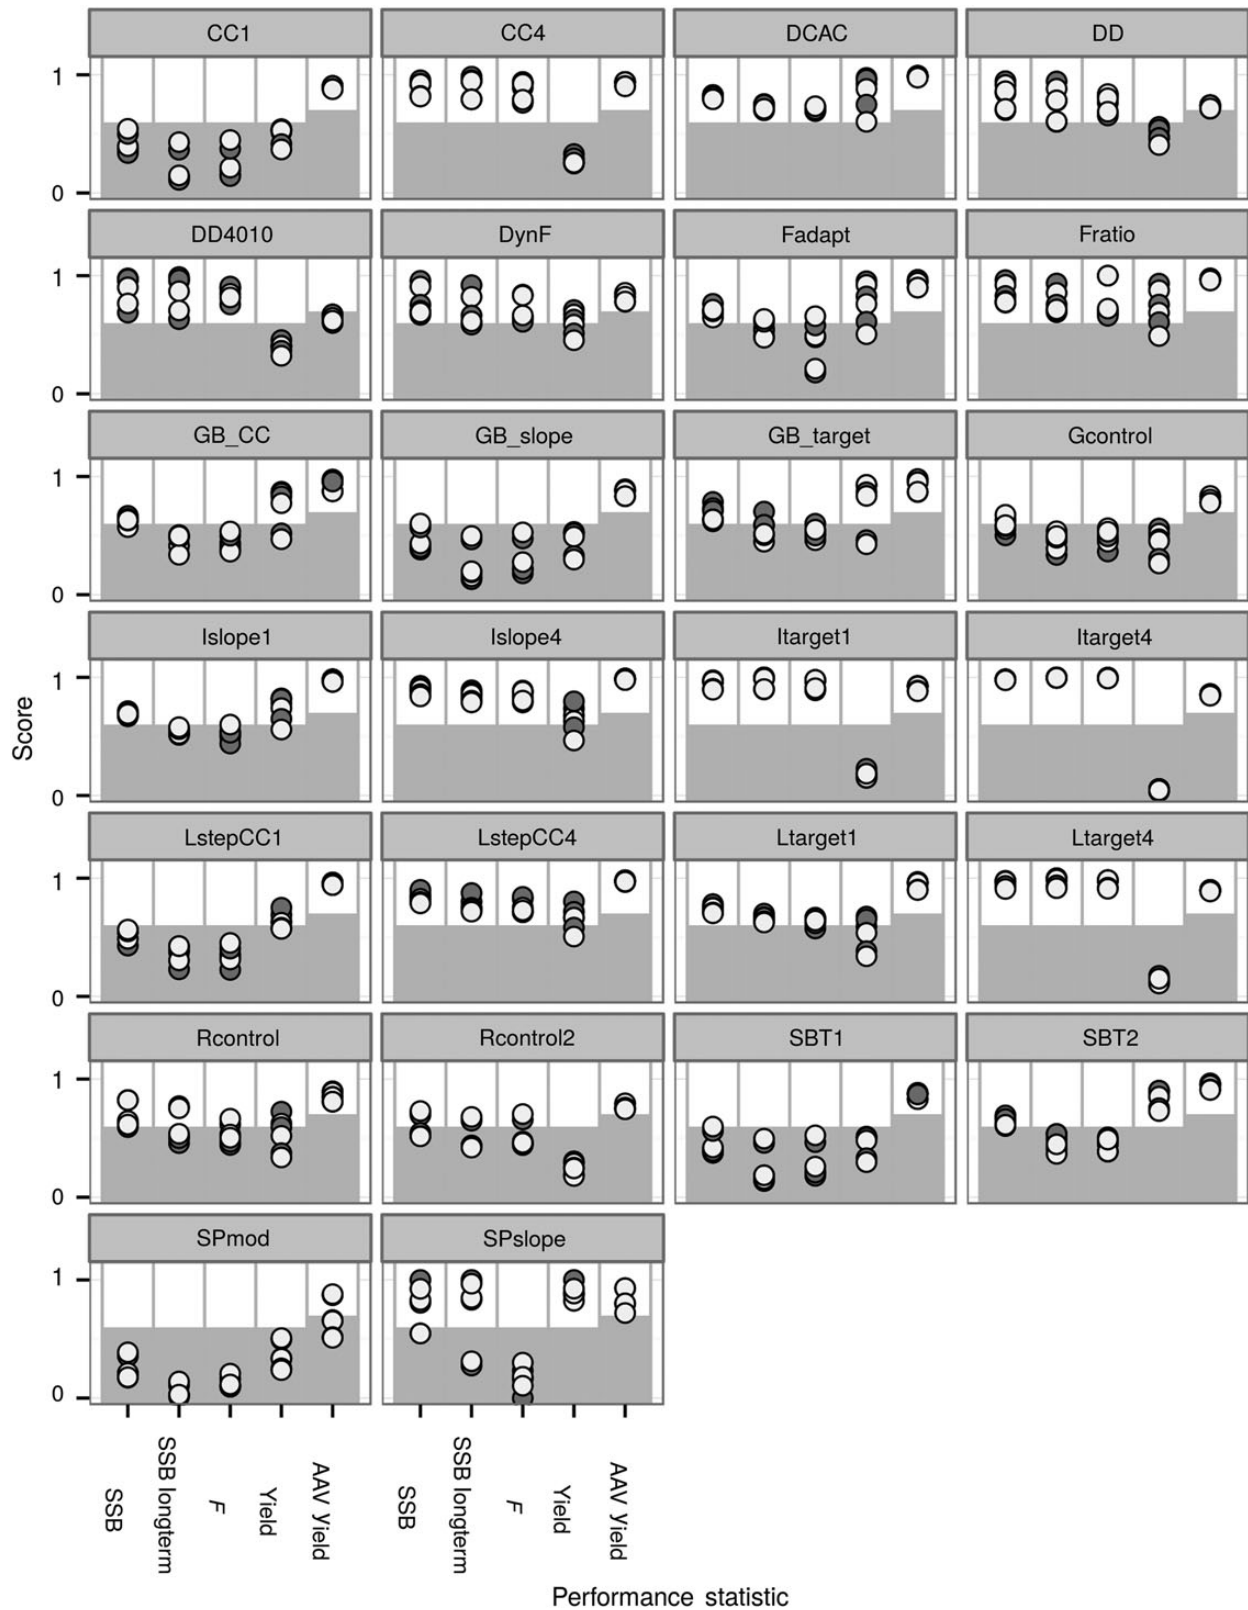 CC1 CC4 DCAC DD
1
0
DD4010 DynF Fadapt Fratio
1
0
GB_CC GB_slope GB_target Gcontrol
1
0
Islope1 Islope4 Itarget1 Itarget4
1
0
LstepCC1 LstepCC4 Ltarget1 Ltarget4
1
0
Rcontrol Rcontrol2 SBT1 SBT2
1
0
SPmod SPslope
1
0
Score
SSB SSB longterm F Yield AAV Yield SSB SSB longterm F Yield AAV Yield
Performance statistic